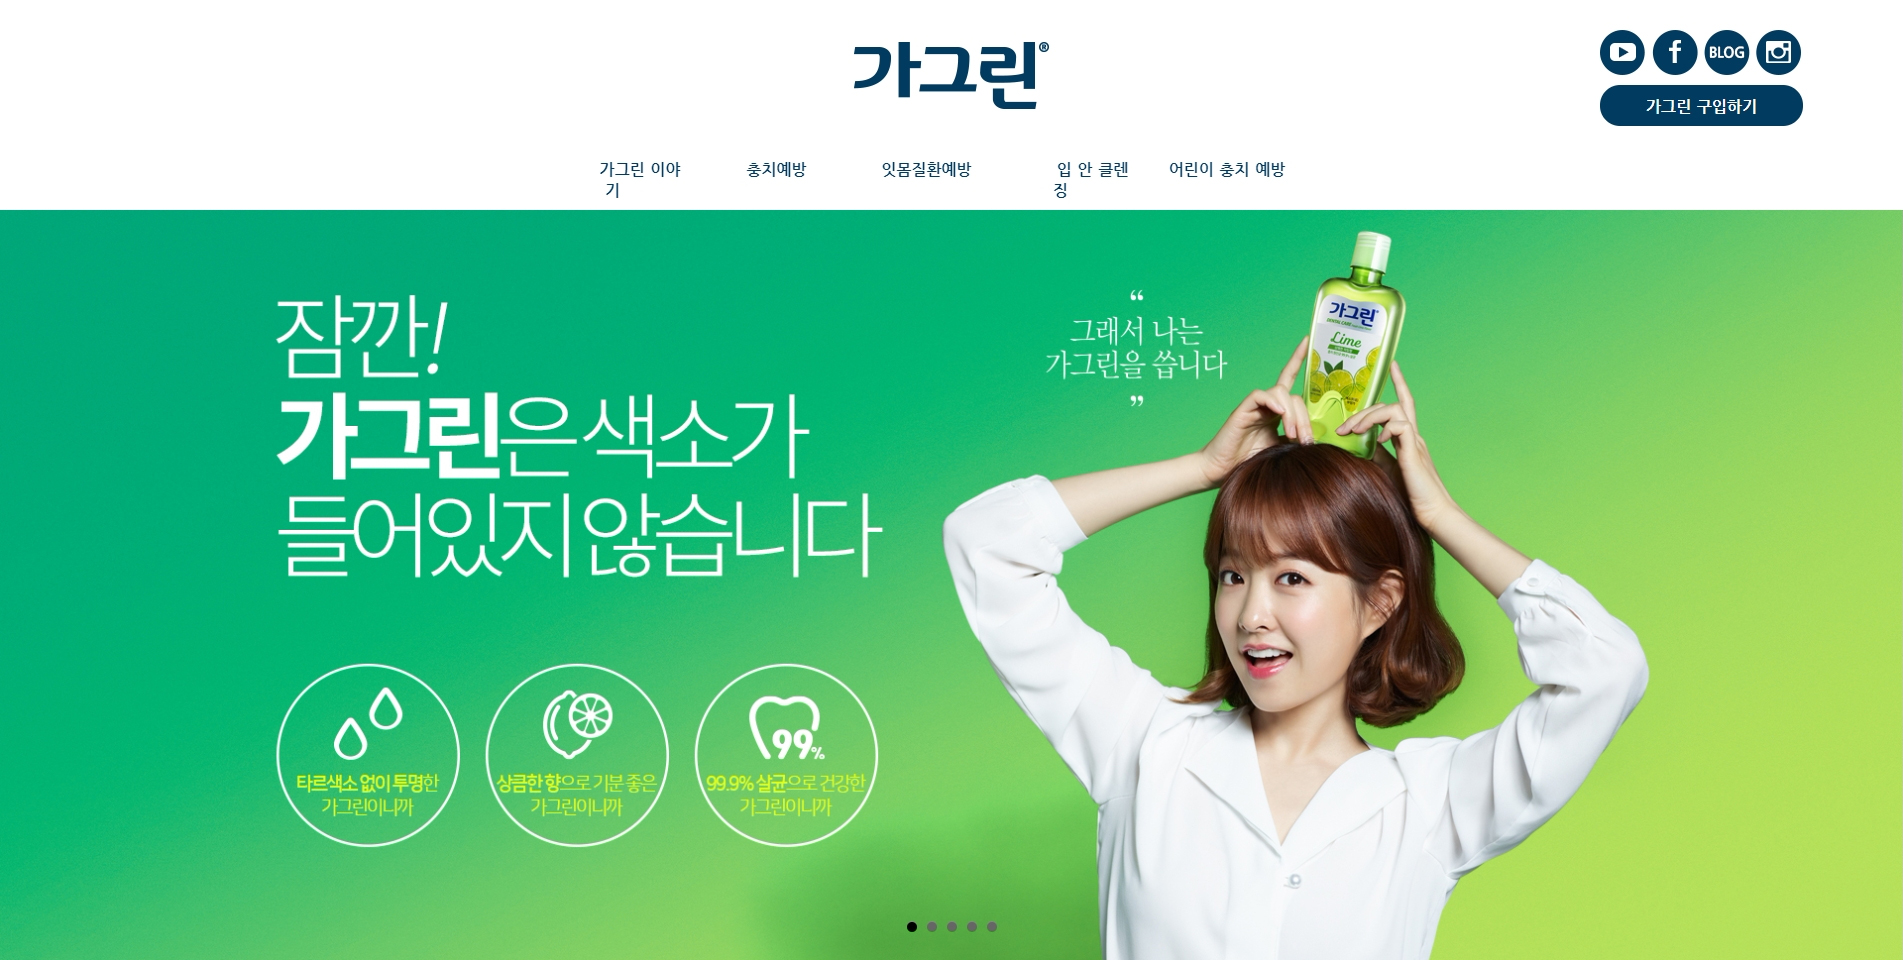 가그린®
BLOG
가그린 구입하기
가그린 이야
기
충치예방
잇몸질환예방
입 안 클렌
징
어린이 충치 예방
잠깐!
가그린은 색소가
들어있지 않습니다
“
그래서 나는
가그린을 씁니다
”
가그린
Lime
타르색소 없이 투명한
가그린이니까
상큼한 향으로 기분 좋은
가그린이니까
99%
99.9% 살균으로 건강한
가그린이니까